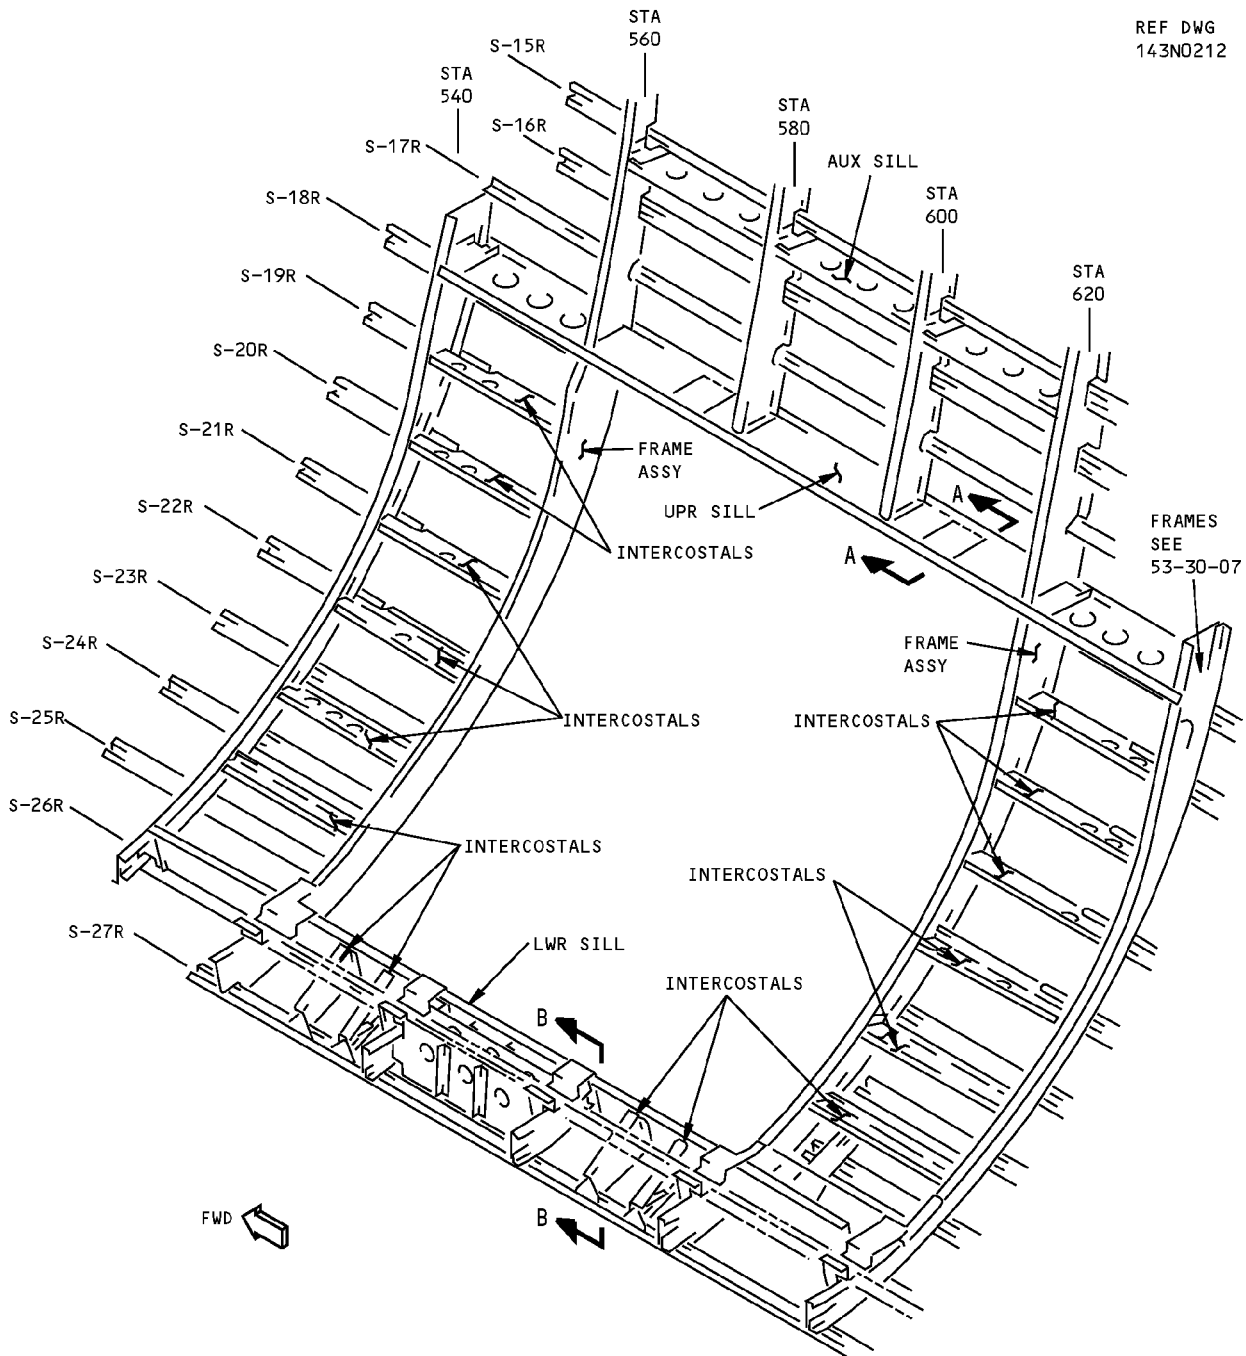 REF DWG
143N0212
STA
560
S-15R
STA
540
S-16R
STA
580
S-17R
AUX SILL
STA
600
S-18R
S-19R
STA
620
S-20R
S-21R
FRAME
ASSY
UPR SILL
A
S-22R
INTERCOSTALS
A
FRAMES
SEE
53-30-07
S-23R
S-24R
FRAME
ASSY
S-25R
INTERCOSTALS
INTERCOSTALS
S-26R
INTERCOSTALS
INTERCOSTALS
S-27R
LWR SILL
INTERCOSTALS
B
FWD
B